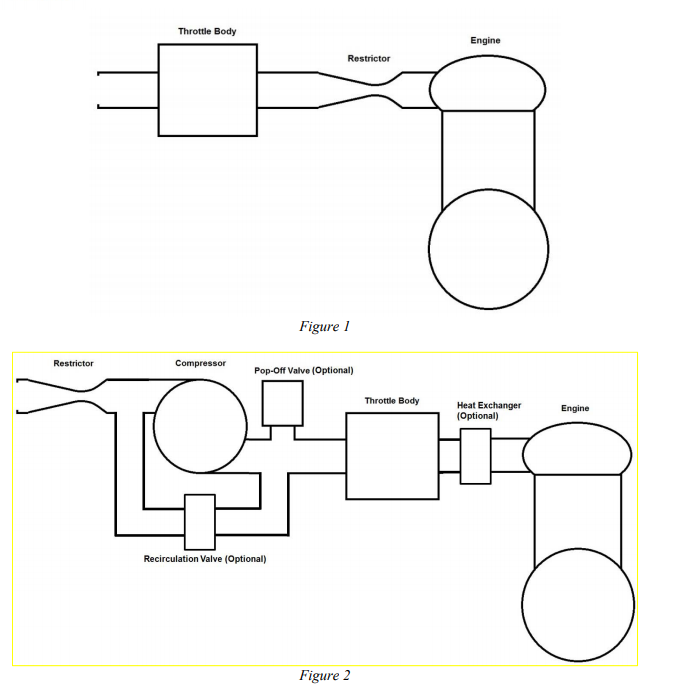 Throttle Body
Engine
Restrictor
Figure 1
Restrictor
Compressor
Pop-Off Valve (Optional)
Throttle Body
Heat Exchanger
(Optional)
Engine
Recirculation Valve (Optional)
Figure 2